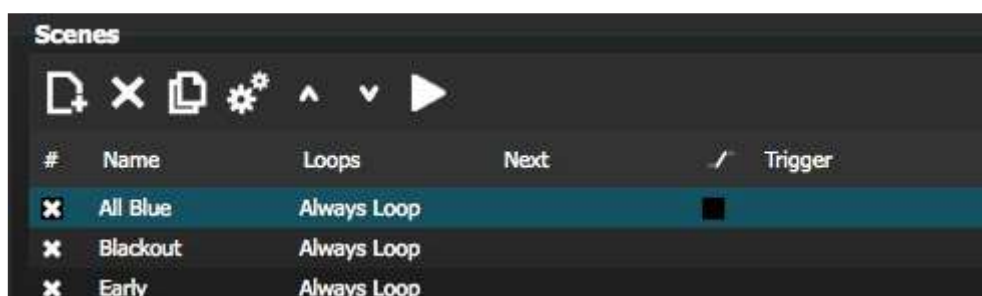 Scenes
# Name Loops Next Trigger
All Blue Always Loop
Blackout Always Loop
Early Always Loop